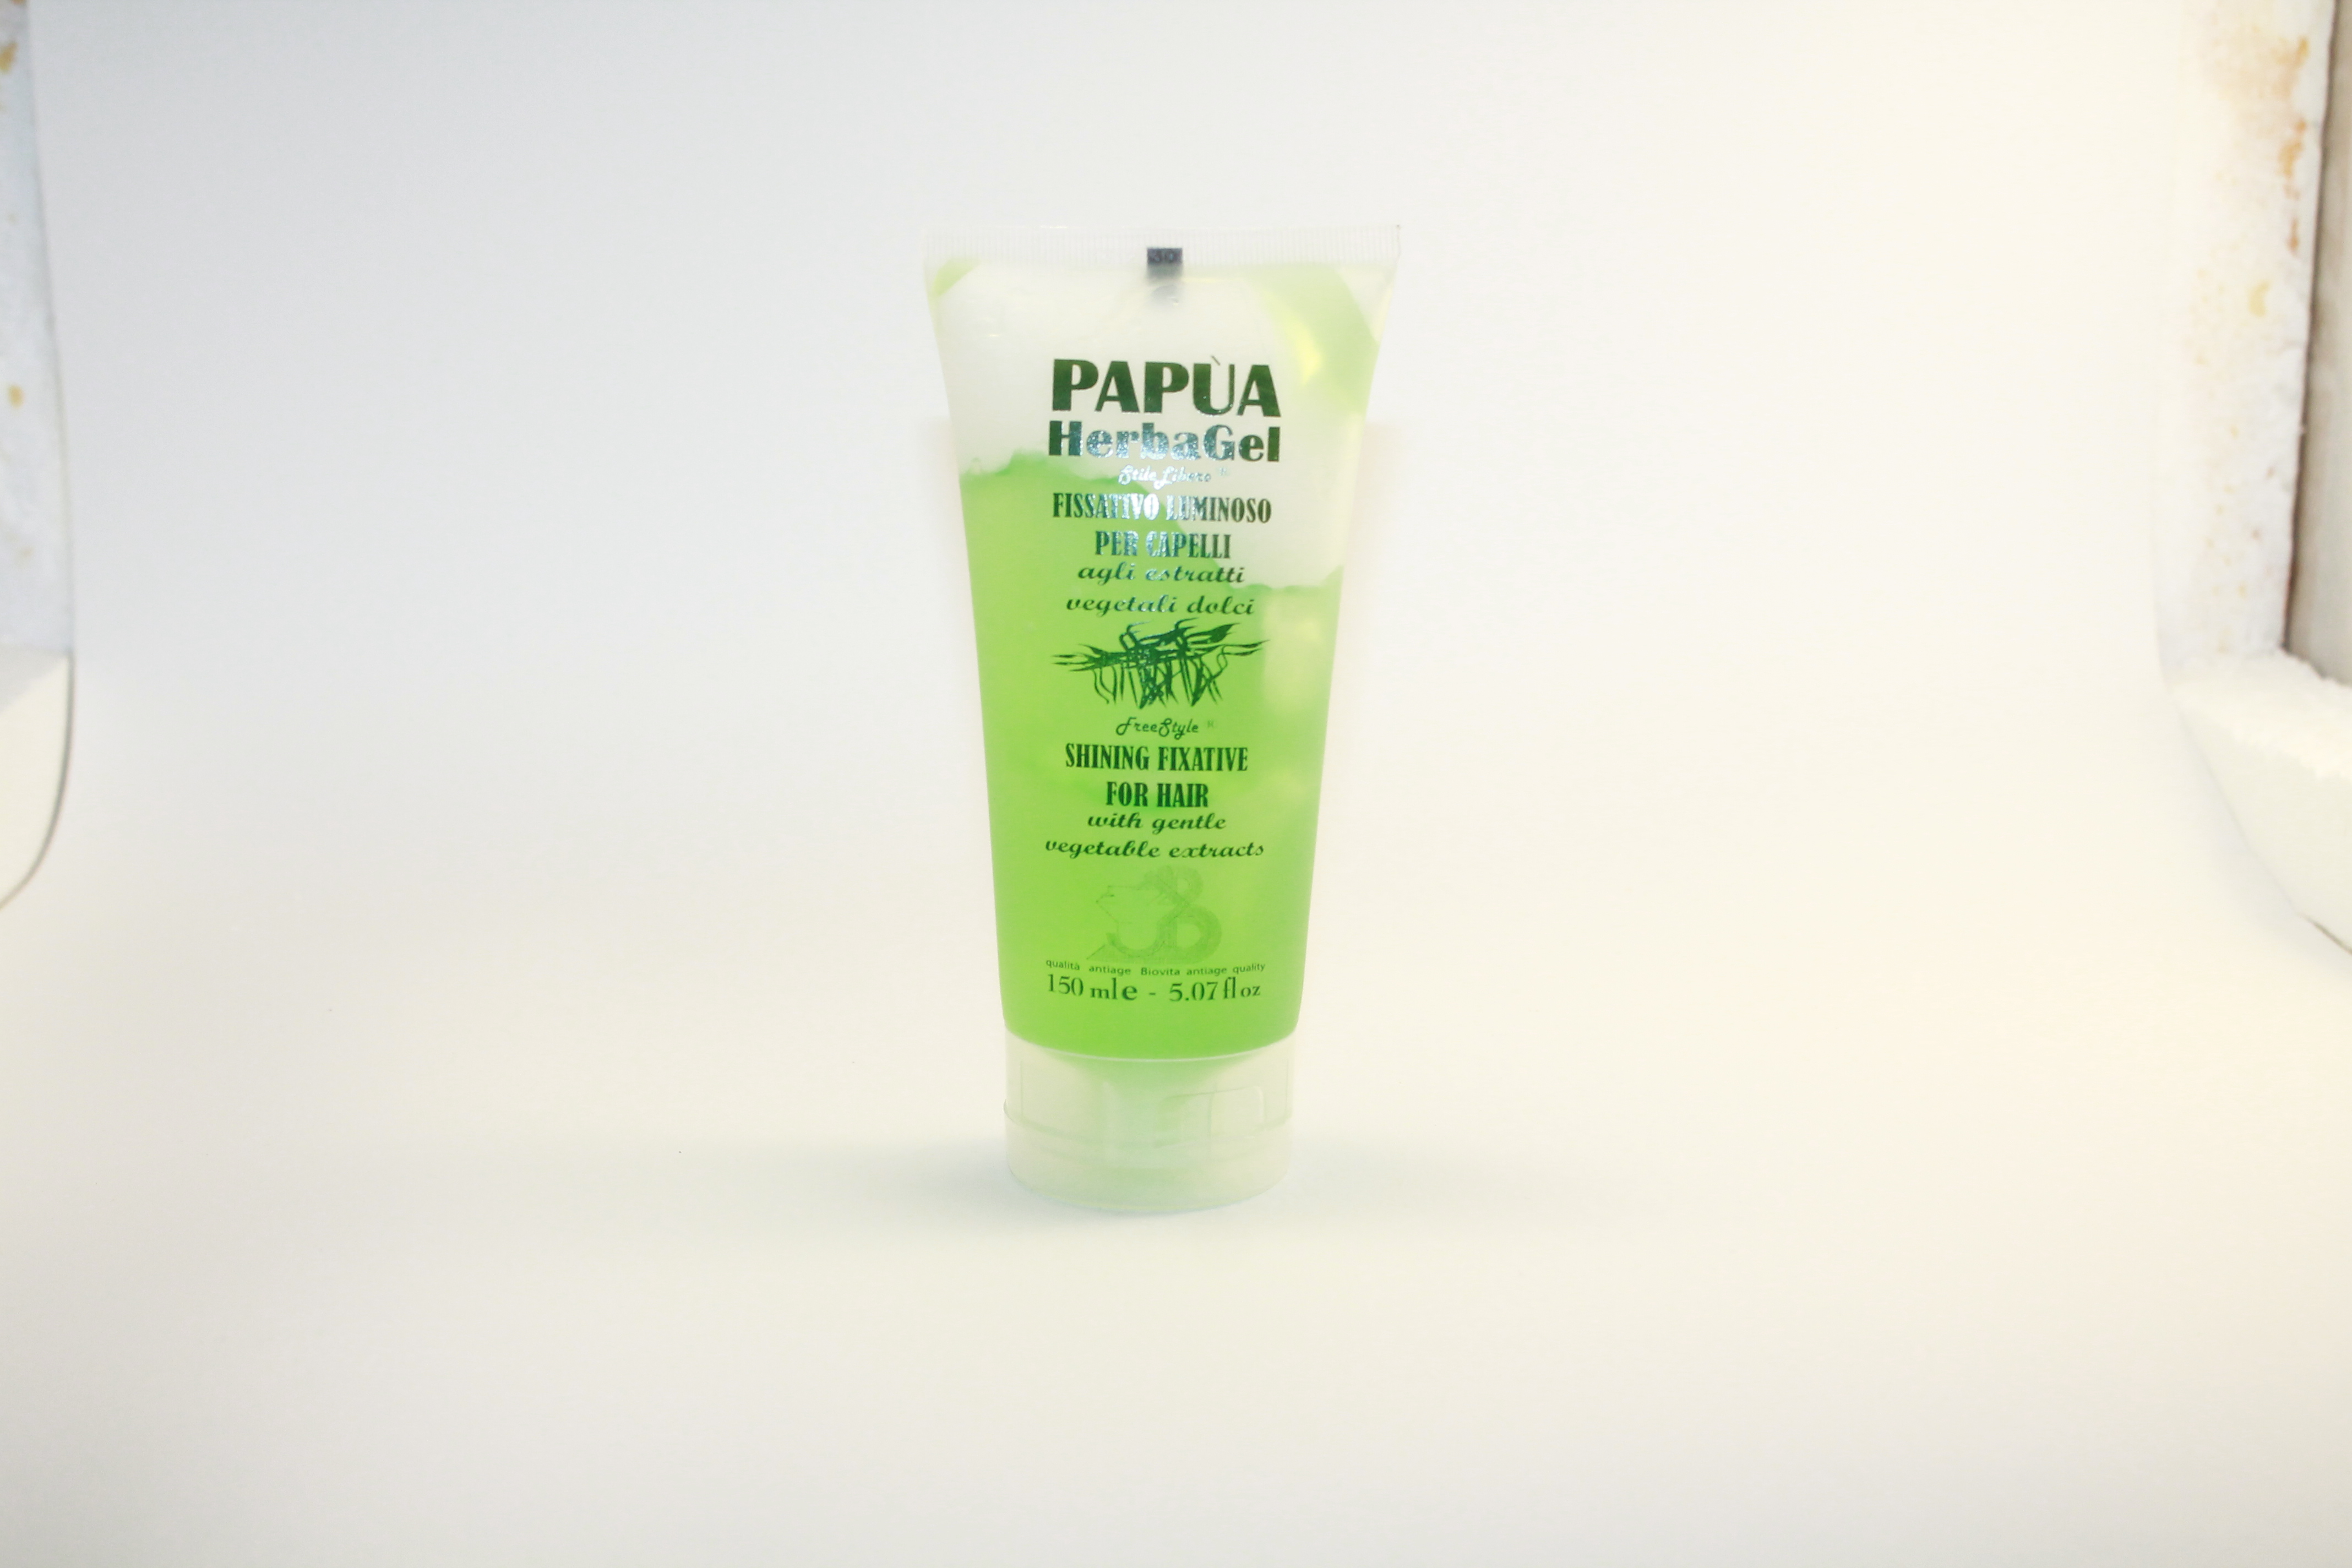 PAPÙA
HerbaGel
Stile Libero ®
FISSATIVO LUMINOSO
PER CAPELLI
agli estratti
vegetali dolci
FreeStyle ®
SHINING FIXATIVE
FOR HAIR
with gentle
vegetable extracts
qualità antiage Biovita antiage quality
150 ml e - 5.07 fl oz